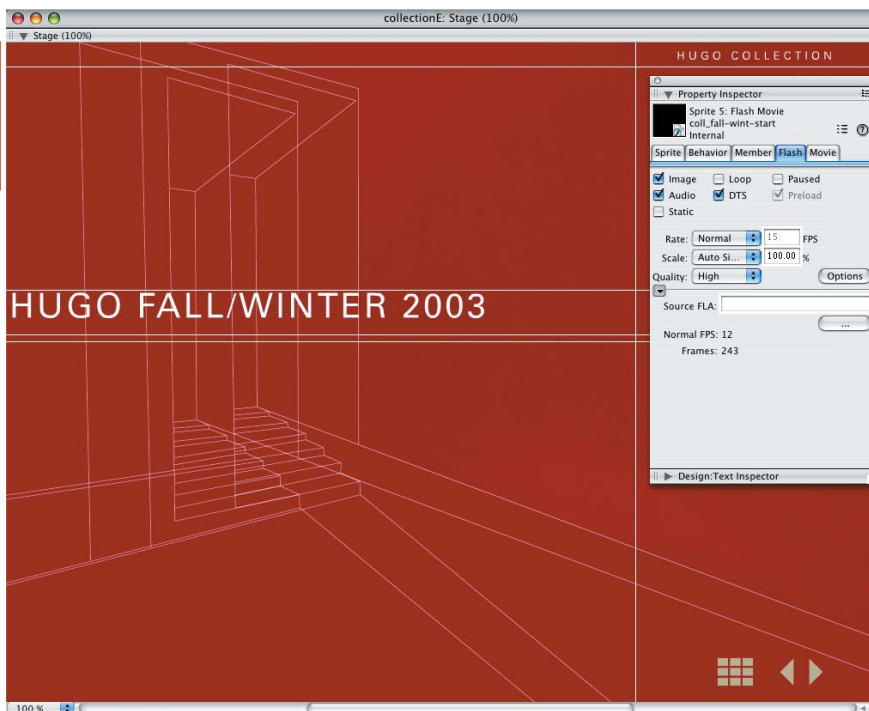 collectionE: Stage (100%)
Stage (100%)
HUGO COLLECTION
Property Inspector
Sprite 5: Flash Movie
coll_fall-wint-start
Internal
Sprite Behavior Member Flash Movie
Image Loop Paused
Audio DTS Preload
Static
Rate: Normal 15 FPS
Scale: Auto Si... 100.00 %
Quality: High Options
Source FLA:
...
Normal FPS: 12
Frames: 243
Design:Text Inspector
HUGO FALL/WINTER 2003
100 %